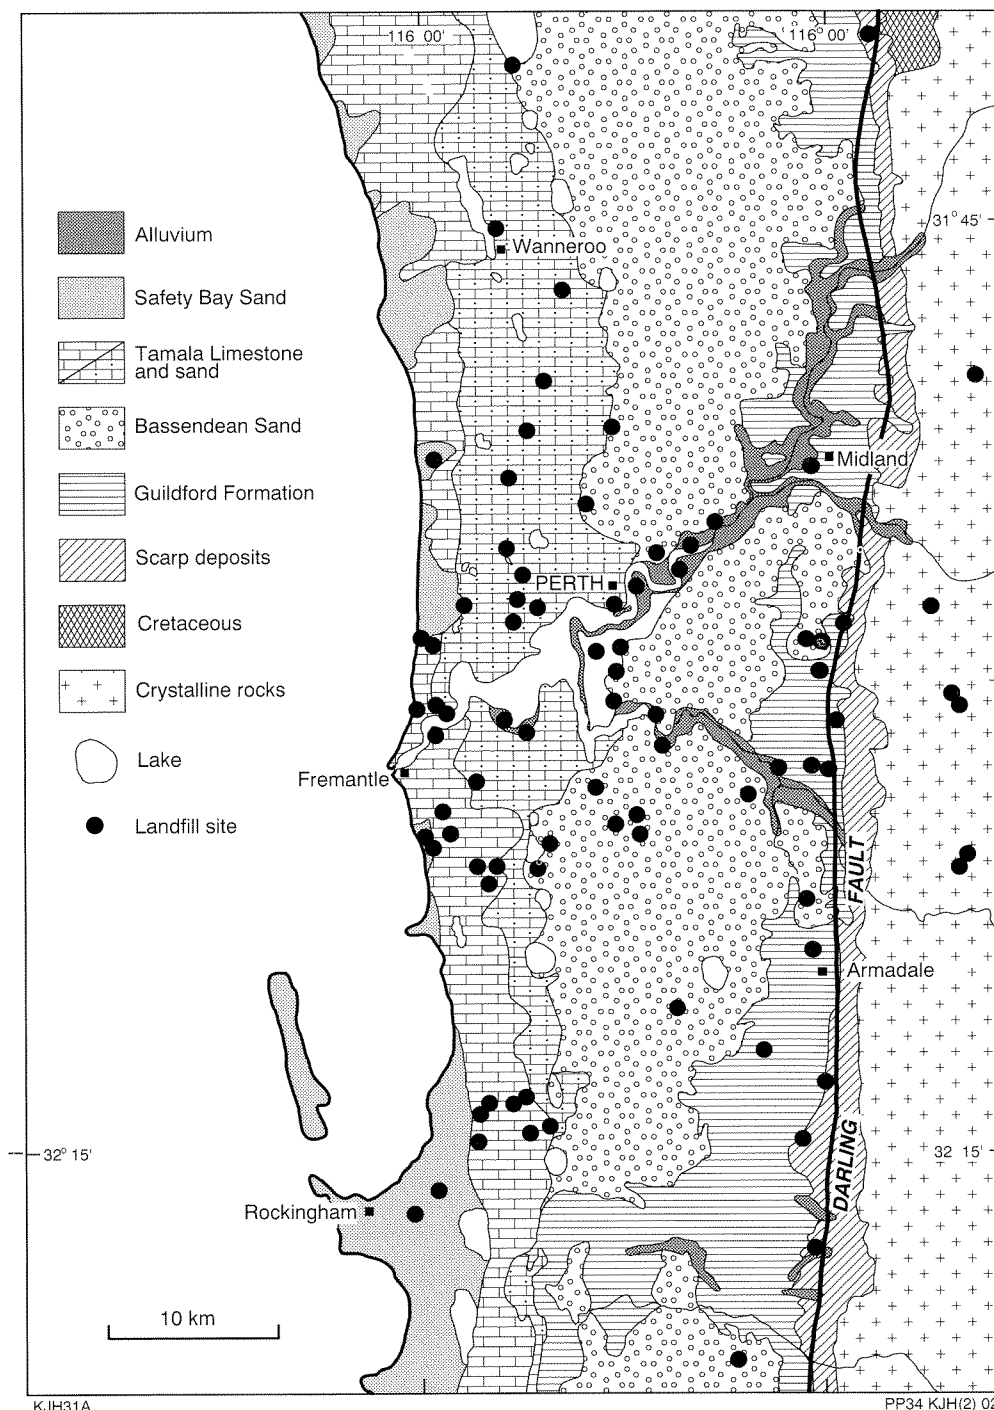 116 00'
116 00'
31° 45'
Wanneroo
Alluvium
Safety Bay Sand
Tamala Limestone
and sand
Bassendean Sand
Guildford Formation
Scarp deposits
Cretaceous
Crystalline rocks
Lake
Landfill site
Midland
PERTH
Fremantle
FAULT
Armadale
DARLING
32° 15'
32 15'
Rockingham
10 km
KJH31A
PP34 KJH(2) 02